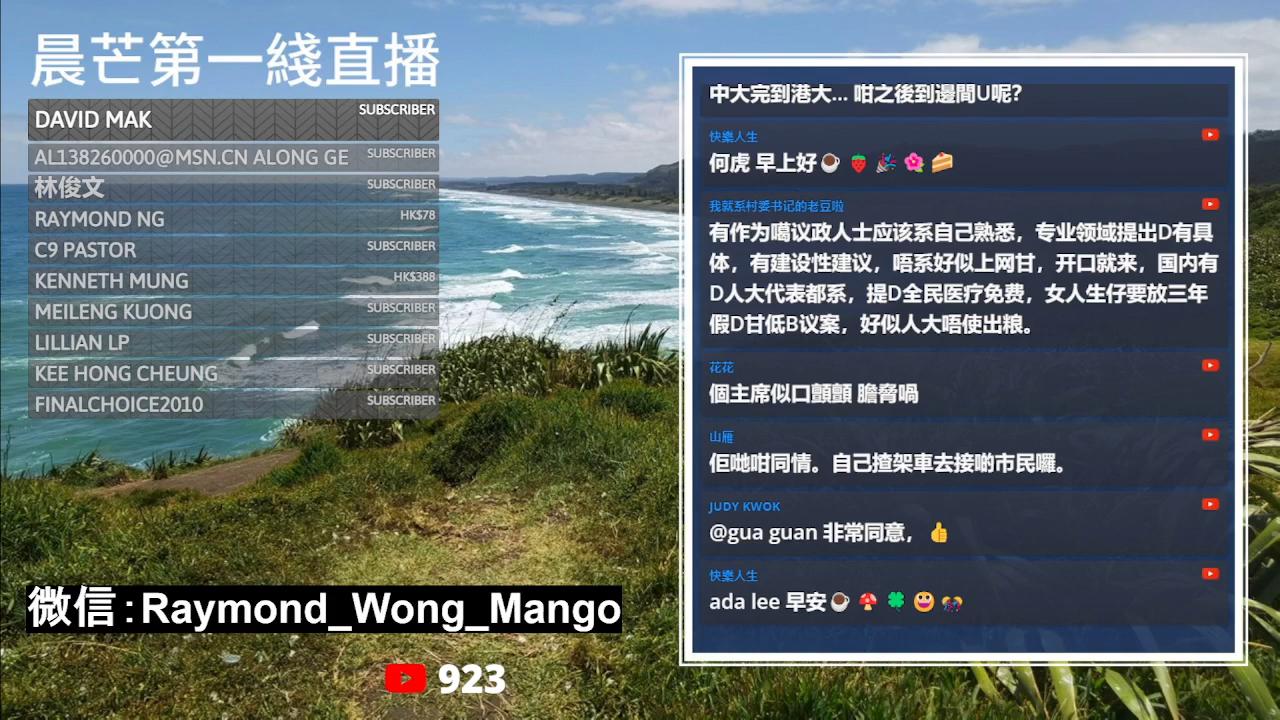 晨芒第一綫直播
DAVID MAK SUBSCRIBER
AL138260000@MSN.CN ALONG GE SUBSCRIBER
林俊文 SUBSCRIBER
RAYMOND NG HK$78
C9 PASTOR SUBSCRIBER
KENNETH MUNG HK$388
MEILENG KUONG SUBSCRIBER
LILLIAN LP SUBSCRIBER
KEE HONG CHEUNG SUBSCRIBER
FINALCHOICE2010 SUBSCRIBER
微信:Raymond_Wong_Mango
923
中大完到港大... 咁之後到邊間U呢?
快樂人生
何虎 早上好☕ 🍓 🎉 🌺 🍰
我就系村委书记的老豆啦
有作为噶议政人士应该系自己熟悉，专业领域提出D有具
体，有建设性建议，唔系好似上网甘，开口就来，国内有
D人大代表都系，提D全民医疗免费，女人生仔要放三年
假D甘低B议案，好似人大唔使出粮。
花花
個主席似口顫顫 膽脅喎
山雁
佢哋咁同情。自己揸架車去接啲市民囉。
JUDY KWOK
@gua guan 非常同意，👍
快樂人生
ada lee 早安☕ 🍄 🍀 😃 🎊